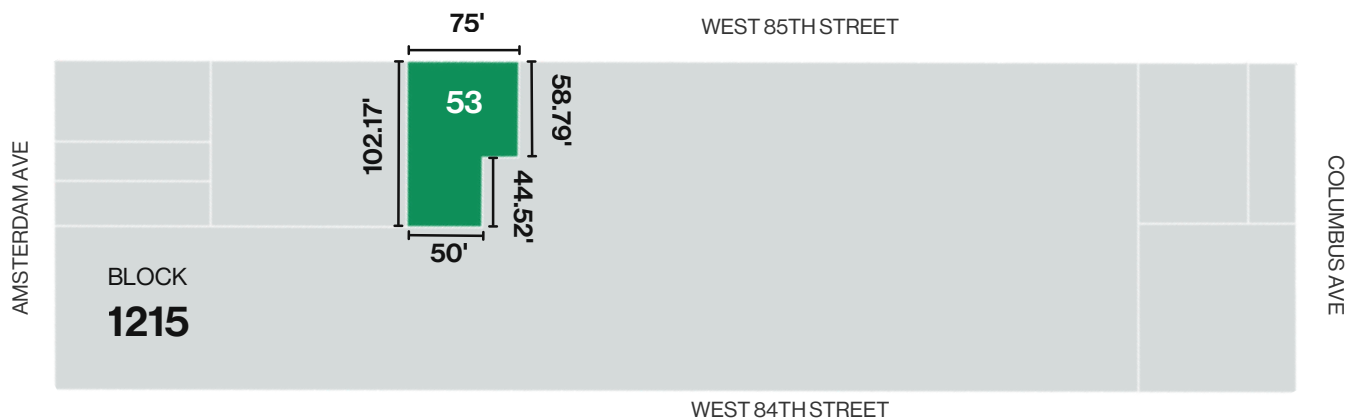 75'
WEST 85TH STREET
53
58.79'
102.17'
44.52'
50'
AMSTERDAM AVE
COLUMBUS AVE
BLOCK
1215
WEST 84TH STREET